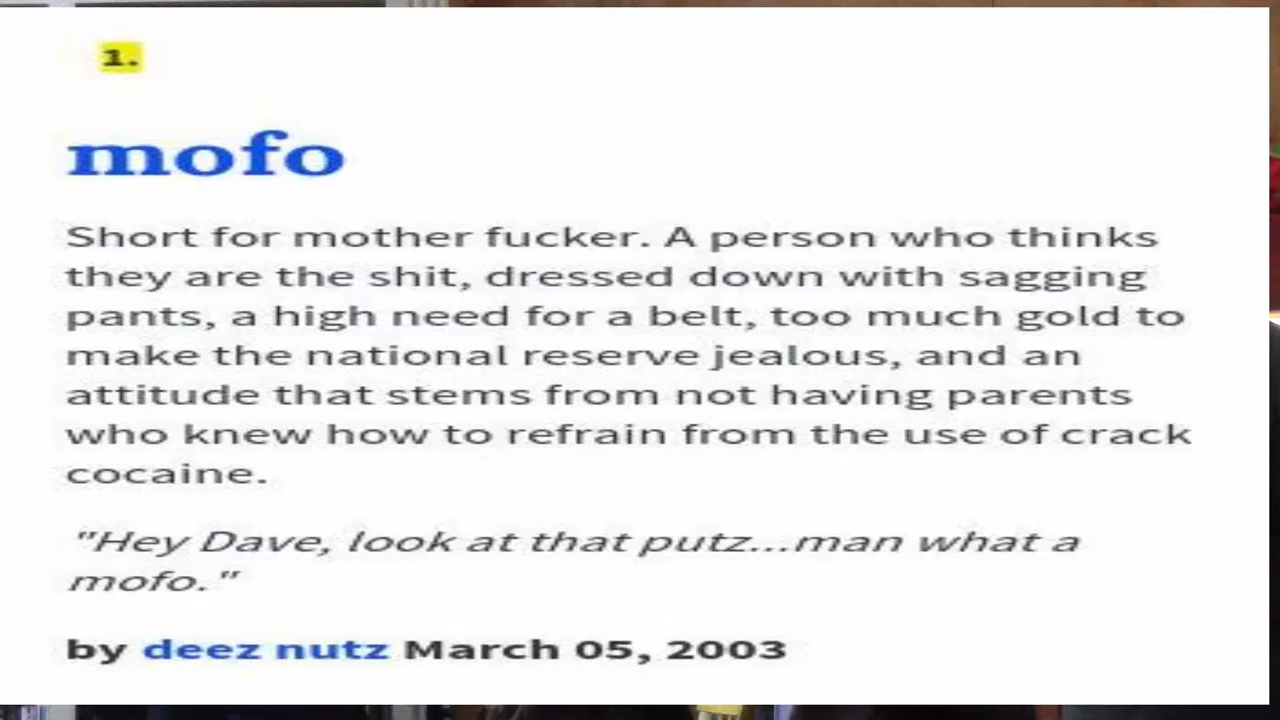 1.
mofo
Short for mother fucker. A person who thinks
they are the shit, dressed down with sagging
pants, a high need for a belt, too much gold to
make the national reserve jealous, and an
attitude that stems from not having parents
who knew how to refrain from the use of crack
cocaine.
"Hey Dave, look at that putz...man what a
mofo."
by deez nutz March 05, 2003